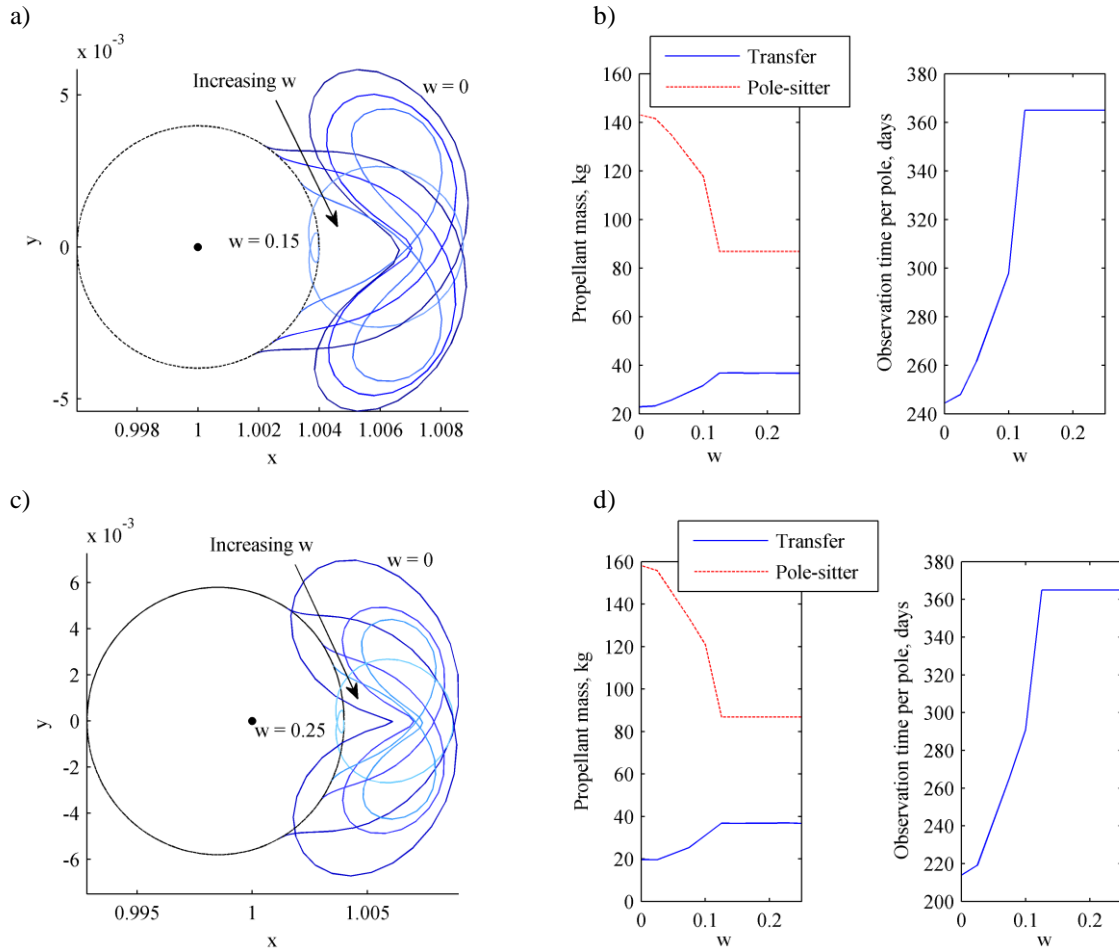 a)
x 10⁻³
Increasing w
w = 0
5
y
0
w = 0.15
-5
0.998
1
1.002
1.004
1.006
1.008
x
b)
Transfer
Pole-sitter
Propellant mass, kg
160
140
120
100
80
60
40
20
0
0.1
0.2
w
Observation time per pole, days
380
360
340
320
300
280
260
240
0
0.1
0.2
w
c)
x 10⁻³
Increasing w
w = 0
6
4
2
y
0
w = 0.25
-2
-4
-6
0.995
1
1.005
x
d)
Transfer
Pole-sitter
Propellant mass, kg
160
140
120
100
80
60
40
20
0
0
0.1
0.2
w
Observation time per pole, days
380
360
340
320
300
280
260
240
220
200
0
0.1
0.2
w